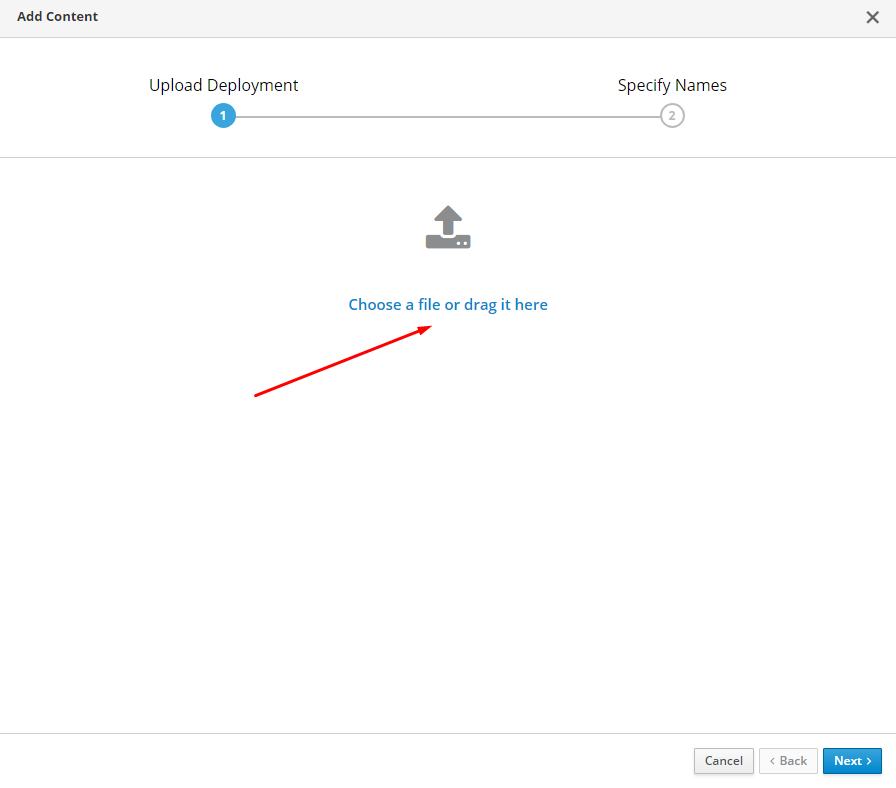 Add Content
Upload Deployment
Specify Names
1
2
Choose a file or drag it here
Cancel
‹ Back
Next ›